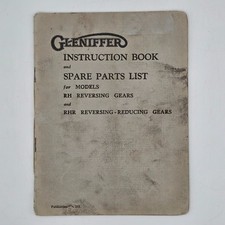 GLENIFFER
INSTRUCTION BOOK
and
SPARE PARTS LIST
for MODELS
RH REVERSING GEARS
and
RHR REVERSING-REDUCING GEARS